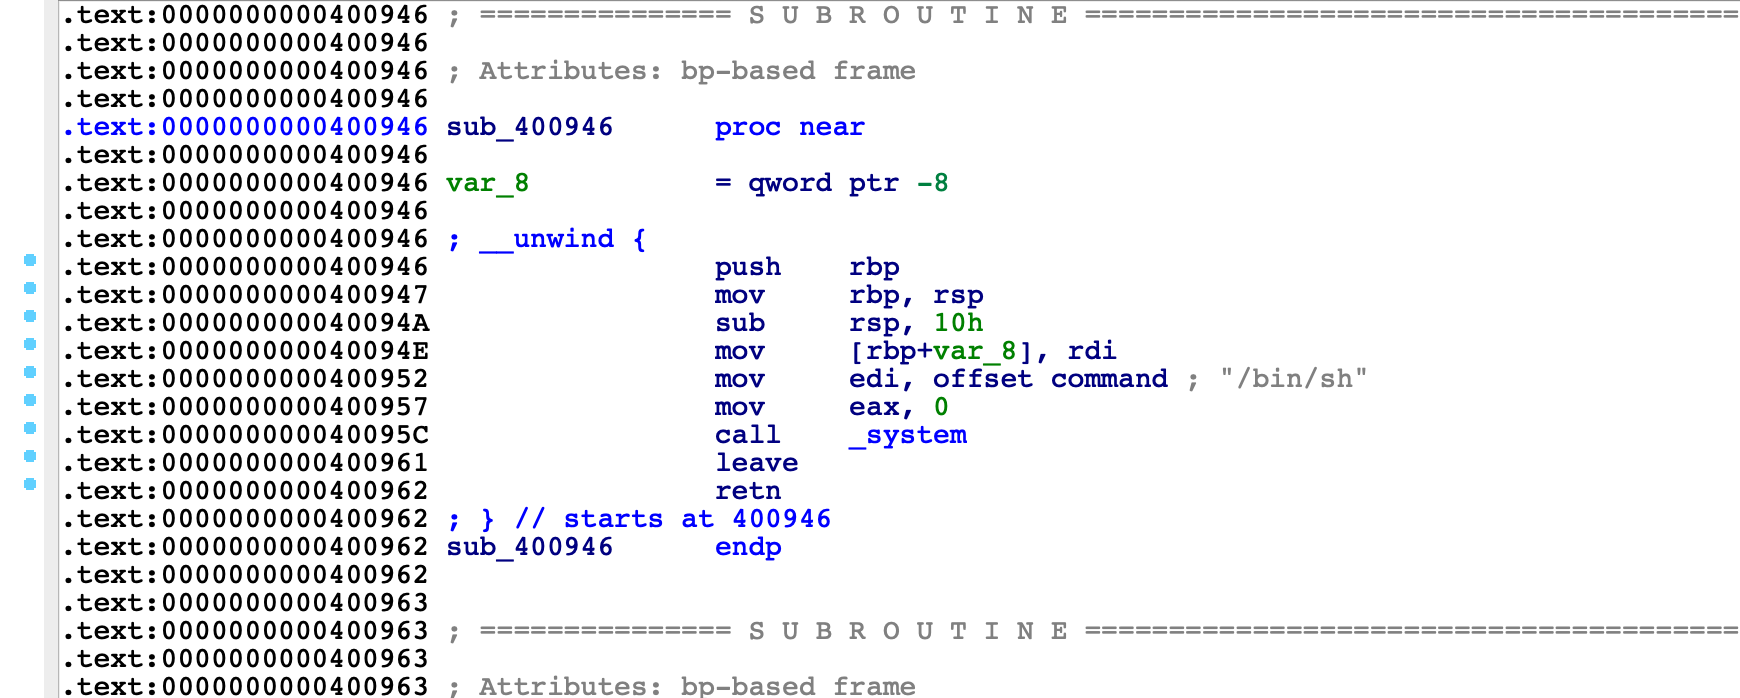 .text:0000000000400946 ; =============== S U B R O U T I N E =======================================
.text:0000000000400946
.text:0000000000400946 ; Attributes: bp-based frame
.text:0000000000400946
.text:0000000000400946 sub_400946      proc near
.text:0000000000400946
.text:0000000000400946 var_8           = qword ptr -8
.text:0000000000400946
.text:0000000000400946 ; __unwind {
.text:0000000000400946                 push    rbp
.text:0000000000400947                 mov     rbp, rsp
.text:000000000040094A                 sub     rsp, 10h
.text:000000000040094E                 mov     [rbp+var_8], rdi
.text:0000000000400952                 mov     edi, offset command ; "/bin/sh"
.text:0000000000400957                 mov     eax, 0
.text:000000000040095C                 call    _system
.text:0000000000400961                 leave
.text:0000000000400962                 retn
.text:0000000000400962 ; } // starts at 400946
.text:0000000000400962 sub_400946      endp
.text:0000000000400962
.text:0000000000400963
.text:0000000000400963 ; =============== S U B R O U T I N E =======================================
.text:0000000000400963
.text:0000000000400963 ; Attributes: bp-based frame